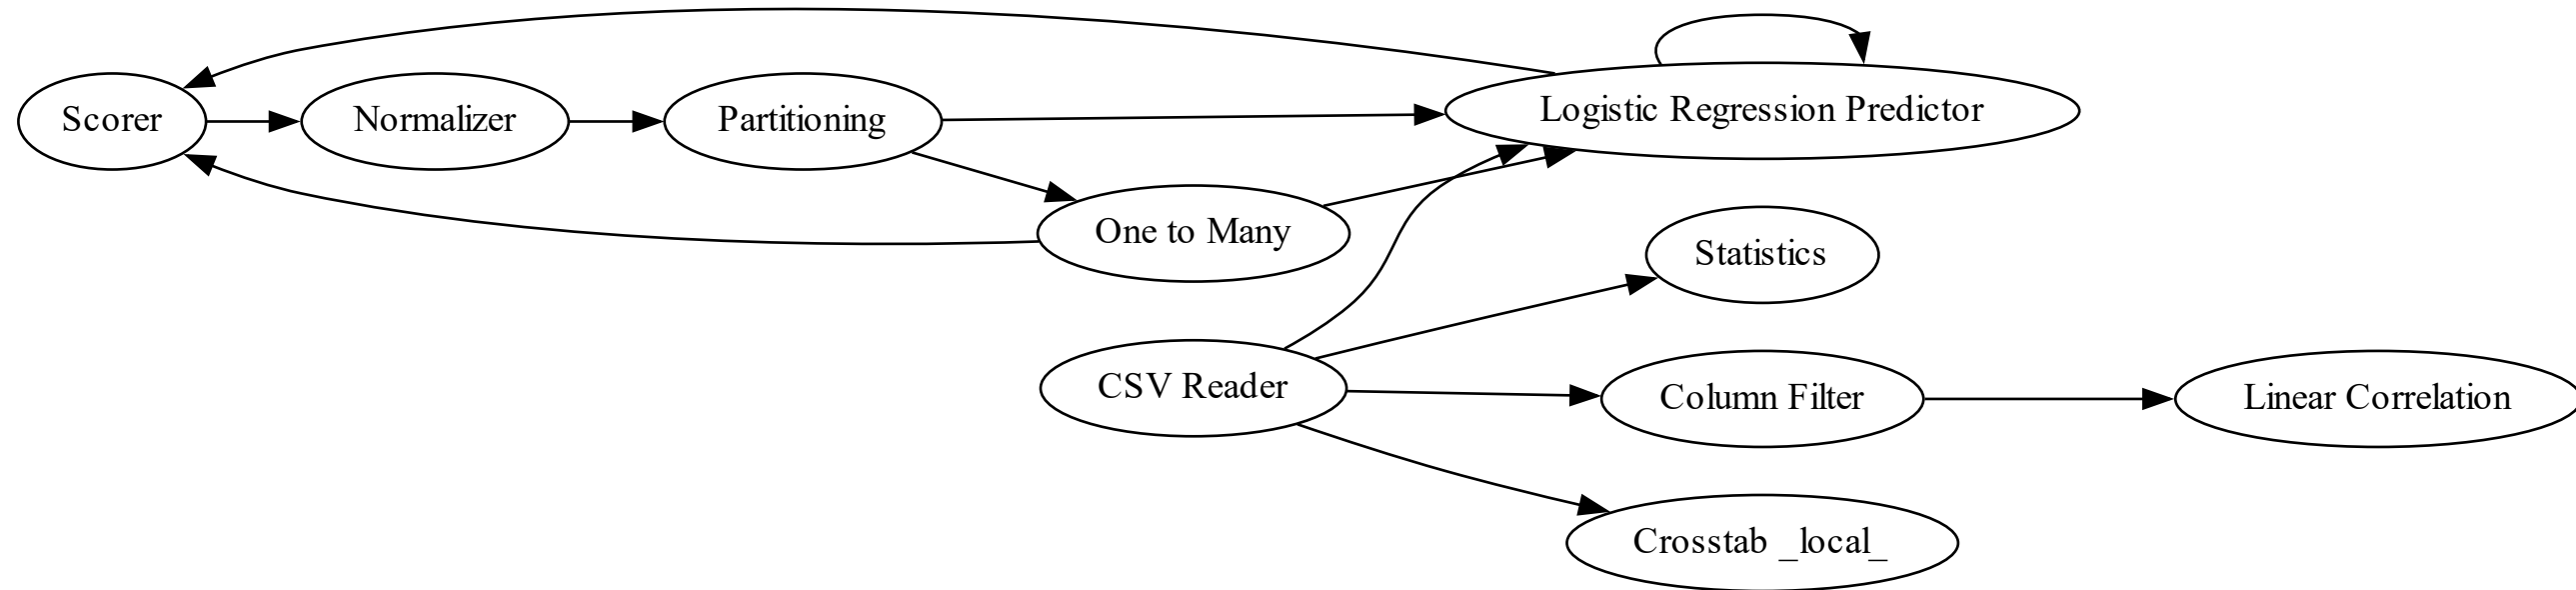 Scorer
Normalizer
Partitioning
Logistic Regression Predictor
One to Many
Statistics
CSV Reader
Column Filter
Linear Correlation
Crosstab _local_